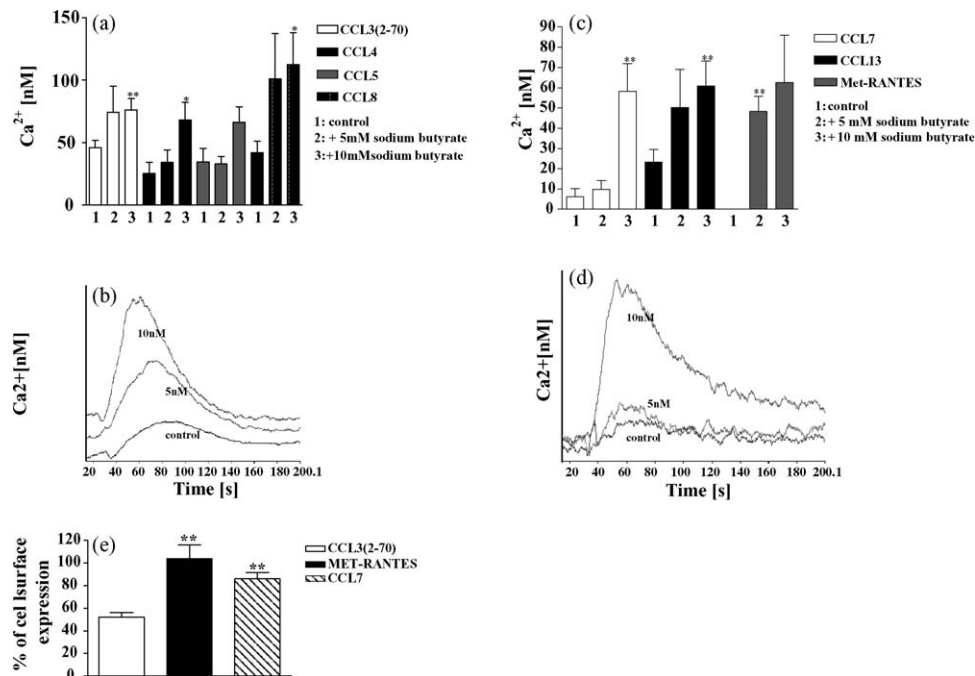 (a)
150
100
50
0
Ca2+ [nM]
**
*
*
1 2 3 1 2 3 1 2 3 1 2 3
CCL3(2-70)
CCL4
CCL5
CCL8
1: control
2: + 5mM sodium butyrate
3:+10mMsodium butyrate
(c)
90
80
70
60
50
40
30
20
10
0
Ca2+ [nM]
**
**
**
1 2 3 1 2 3 1 2 3
CCL7
CCL13
Met-RANTES
1: control
2: + 5 mM sodium butyrate
3: + 10 mM sodium butyrate
(b)
Ca2+[nM]
10nM
5nM
control
20 40 60 80 100 120 140 160 180 200.1
Time [s]
(d)
Ca2+[nM]
10nM
5nM
control
20 40 60 80 100 120 140 160 180 200.1
Time [s]
(e)
120
100
80
60
40
20
0
% of cel lsurface
expression
**
**
CCL3(2-70)
MET-RANTES
CCL7